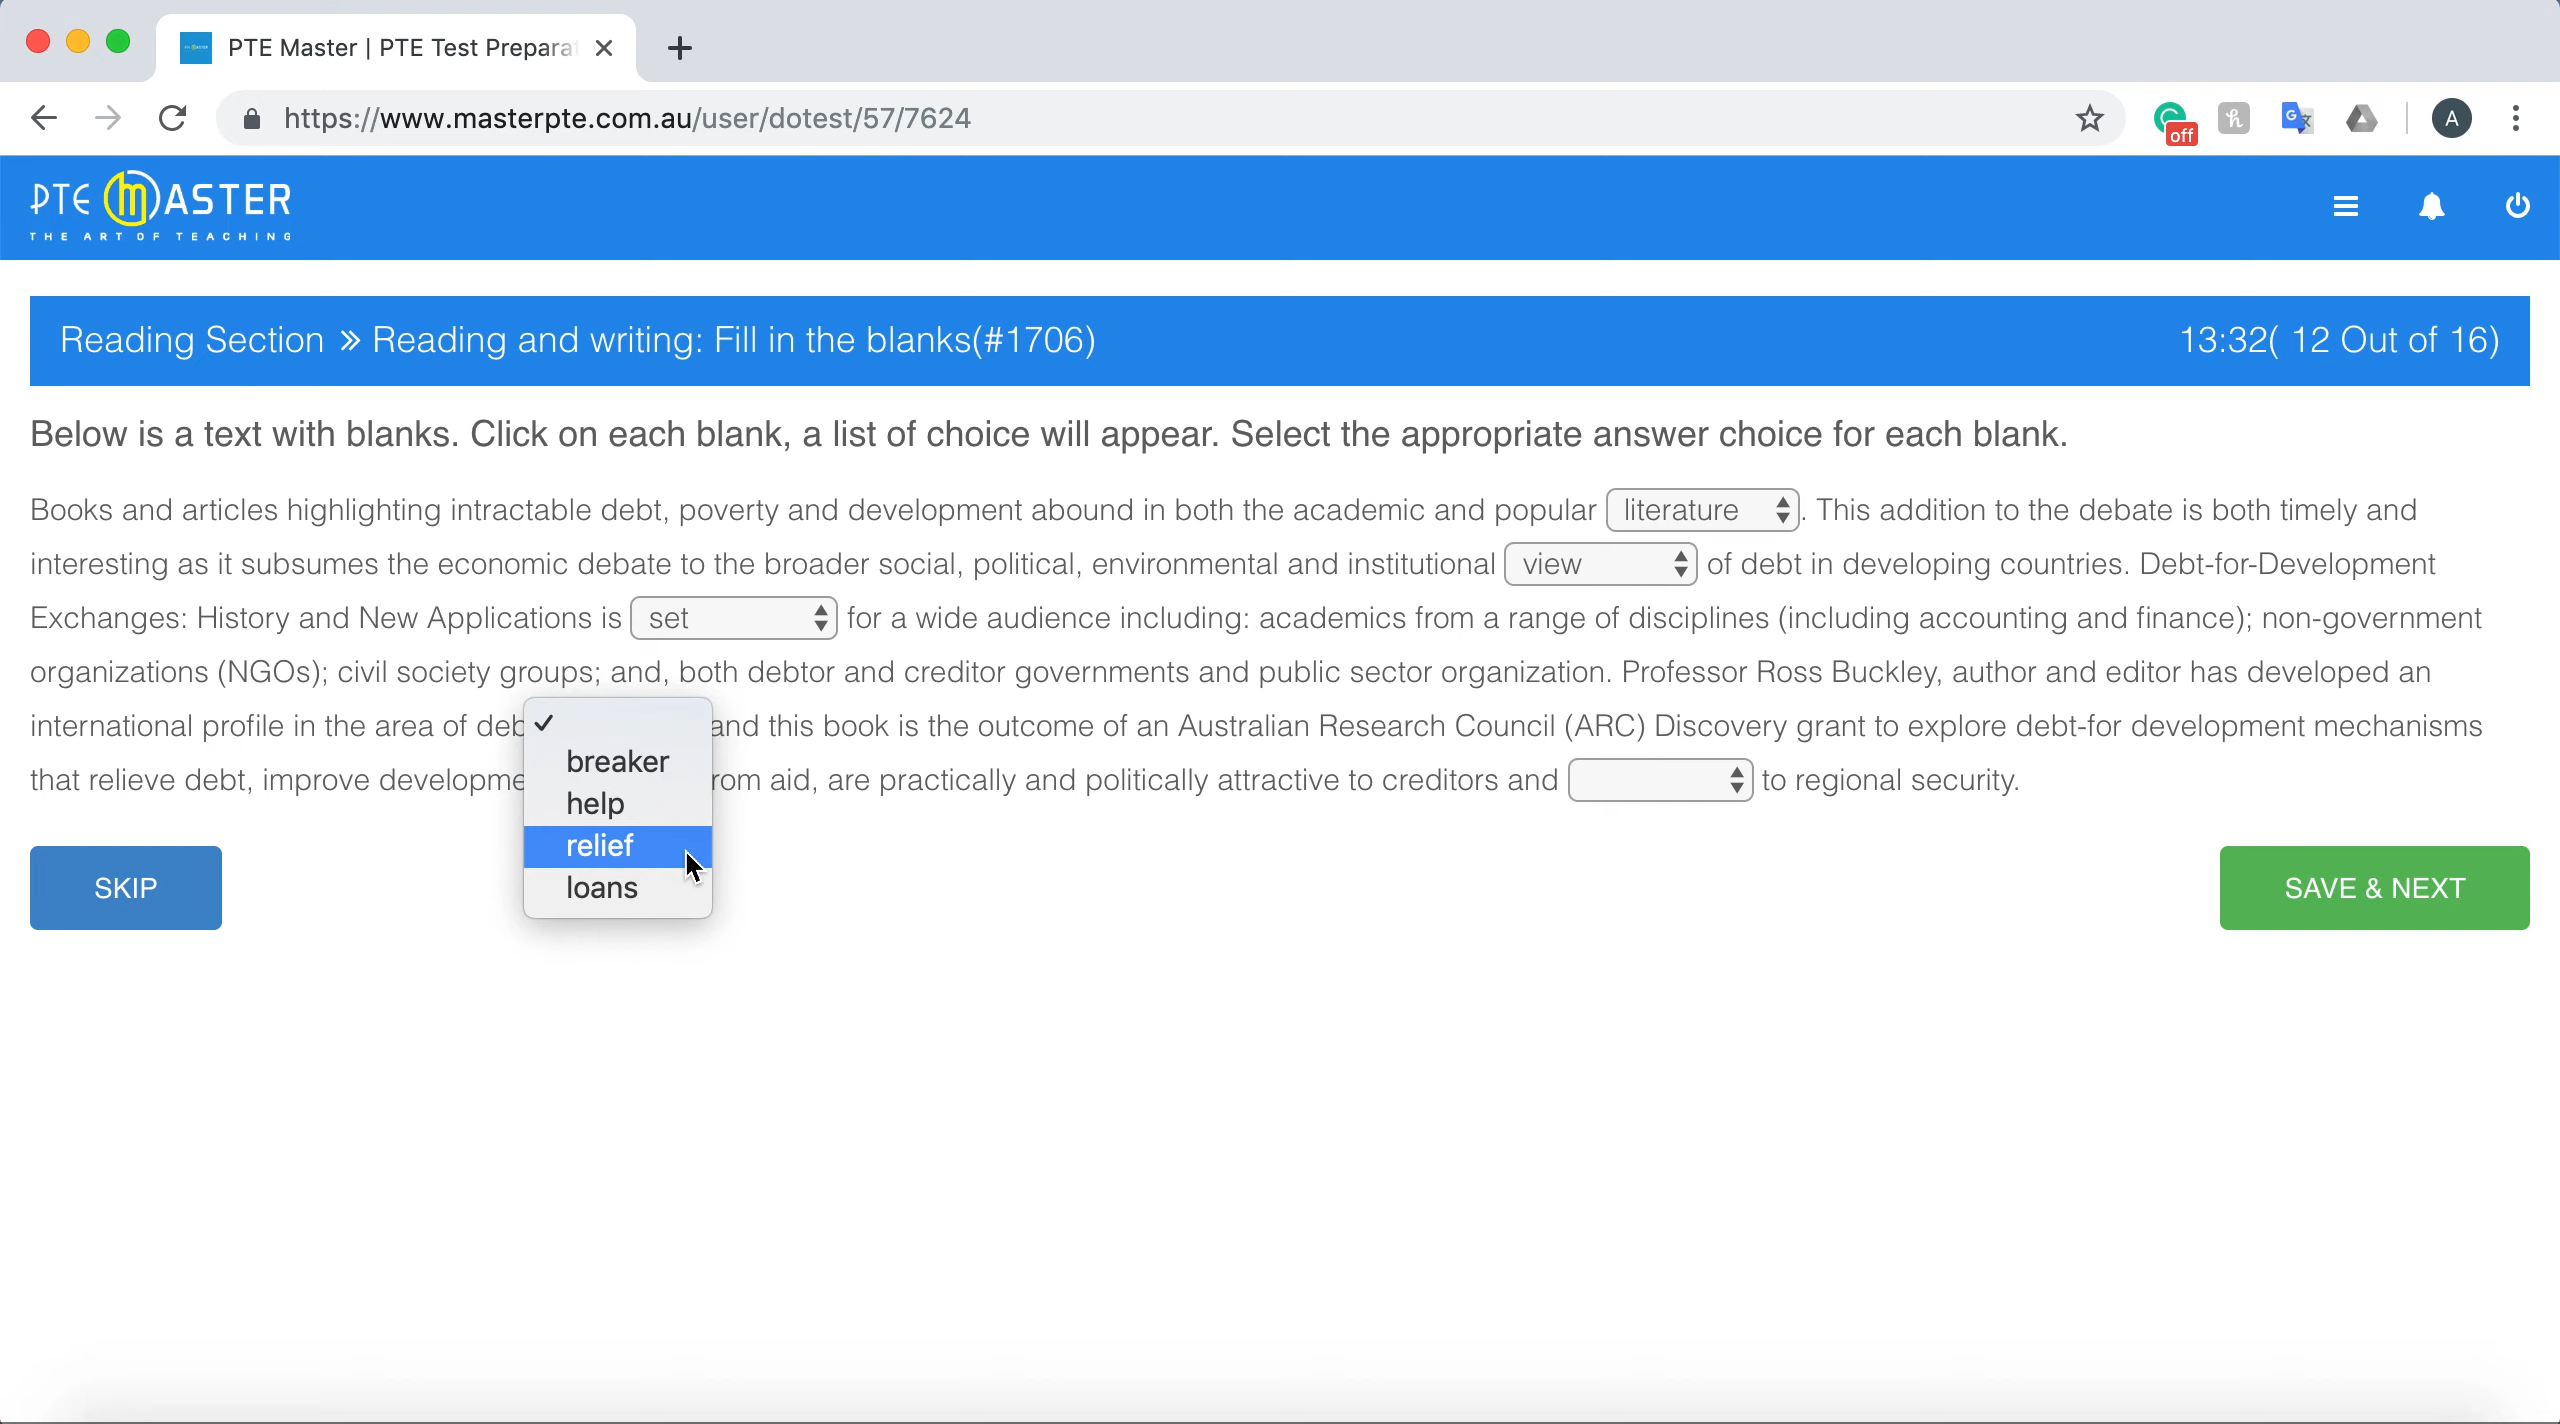 PTE Master | PTE Test Prepara
https://www.masterpte.com.au/user/dotest/57/7624
off
A
PTE MASTER
THE ART OF TEACHING
Reading Section » Reading and writing: Fill in the blanks(#1706)
13:32( 12 Out of 16)
Below is a text with blanks. Click on each blank, a list of choice will appear. Select the appropriate answer choice for each blank.
Books and articles highlighting intractable debt, poverty and development abound in both the academic and popular literature . This addition to the debate is both timely and
interesting as it subsumes the economic debate to the broader social, political, environmental and institutional view of debt in developing countries. Debt-for-Development
Exchanges: History and New Applications is set for a wide audience including: academics from a range of disciplines (including accounting and finance); non-government
organizations (NGOs); civil society groups; and, both debtor and creditor governments and public sector organization. Professor Ross Buckley, author and editor has developed an
international profile in the area of deb ✓ and this book is the outcome of an Australian Research Council (ARC) Discovery grant to explore debt-for development mechanisms
that relieve debt, improve developme rom aid, are practically and politically attractive to creditors and to regional security.
breaker
help
relief
loans
SKIP
SAVE & NEXT